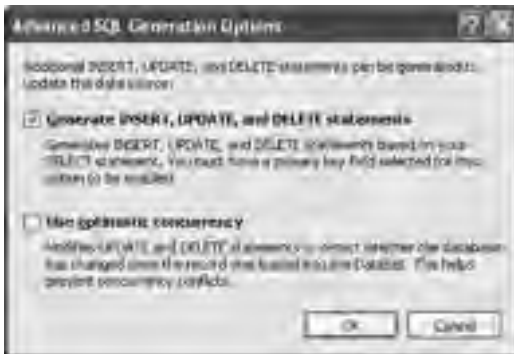 Advanced SQL Generation Options
Additional INSERT, UPDATE, and DELETE statements can be generated to
update the data source.
Generate INSERT, UPDATE, and DELETE statements
Generates INSERT, UPDATE, and DELETE statements based on your
SELECT statement. You must have a primary key field selected for this
option to be enabled.
Use optimistic concurrency
Modifies UPDATE and DELETE statements to detect whether the database
has changed since the record was loaded into the DataSet. This helps
prevent concurrency conflicts.
OK
Cancel